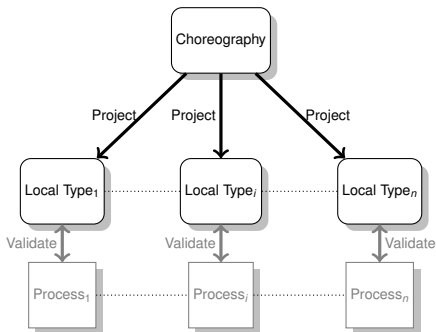 Choreography
Project Project Project
Local Type₁ Local Typeᵢ Local Typeₙ
Validate Validate Validate
Process₁ Processᵢ Processₙ